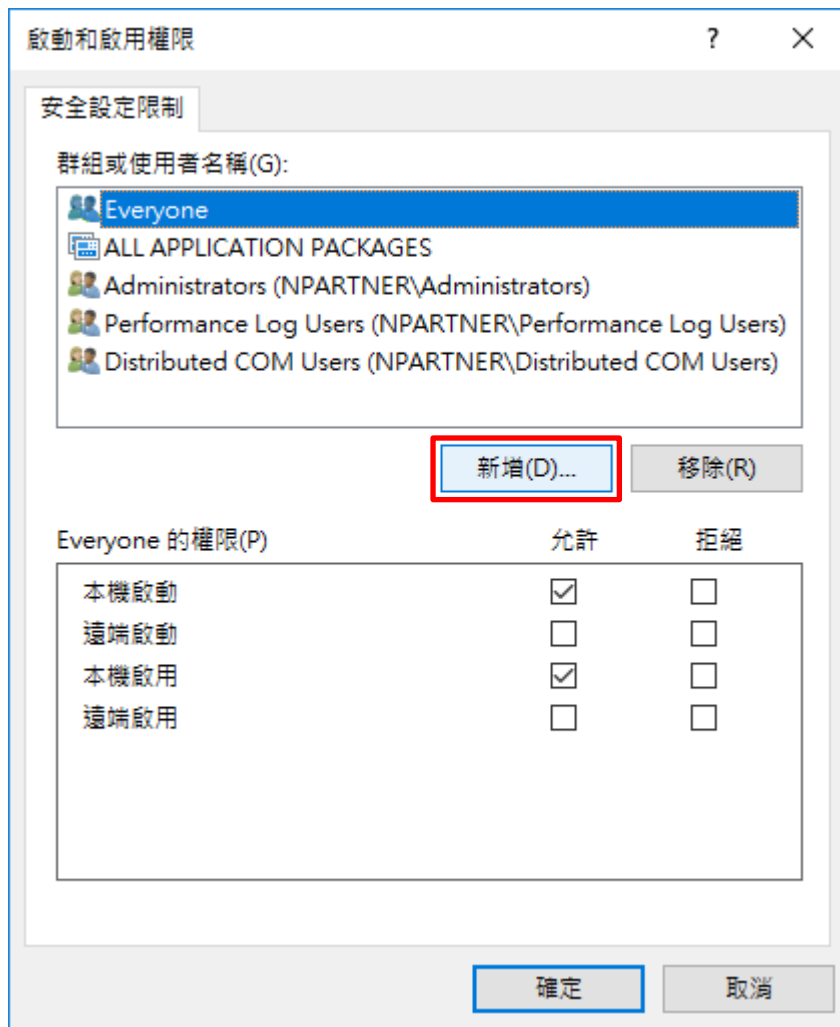 啟動和啟用權限
安全設定限制
群組或使用者名稱(G):
Everyone
ALL APPLICATION PACKAGES
Administrators (NPARTNER\Administrators)
Performance Log Users (NPARTNER\Performance Log Users)
Distributed COM Users (NPARTNER\Distributed COM Users)
新增(D)... 移除(R)
Everyone 的權限(P) 允許 拒絕
本機啟動
遠端啟動
本機啟用
遠端啟用
確定 取消